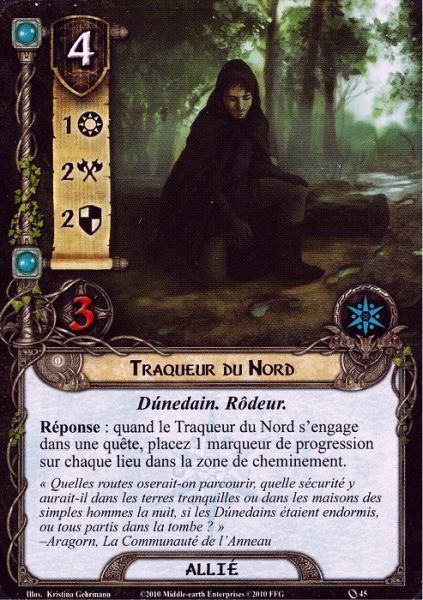 4
1
2
2
3
Traqueur du Nord
Dúnedain. Rôdeur.
Réponse : quand le Traqueur du Nord s'engage
dans une quête, placez 1 marqueur de progression
sur chaque lieu dans la zone de cheminement.
« Quelles routes oserait-on parcourir, quelle sécurité y
aurait-il dans les terres tranquilles ou dans les maisons des
simples hommes la nuit, si les Dúnedains étaient endormis,
ou tous partis dans la tombe ? »
–Aragorn, La Communauté de l'Anneau
ALLIÉ
Illus. Kristina Gehrmann ©2010 Middle-earth Enterprises ©2010 FFG 45